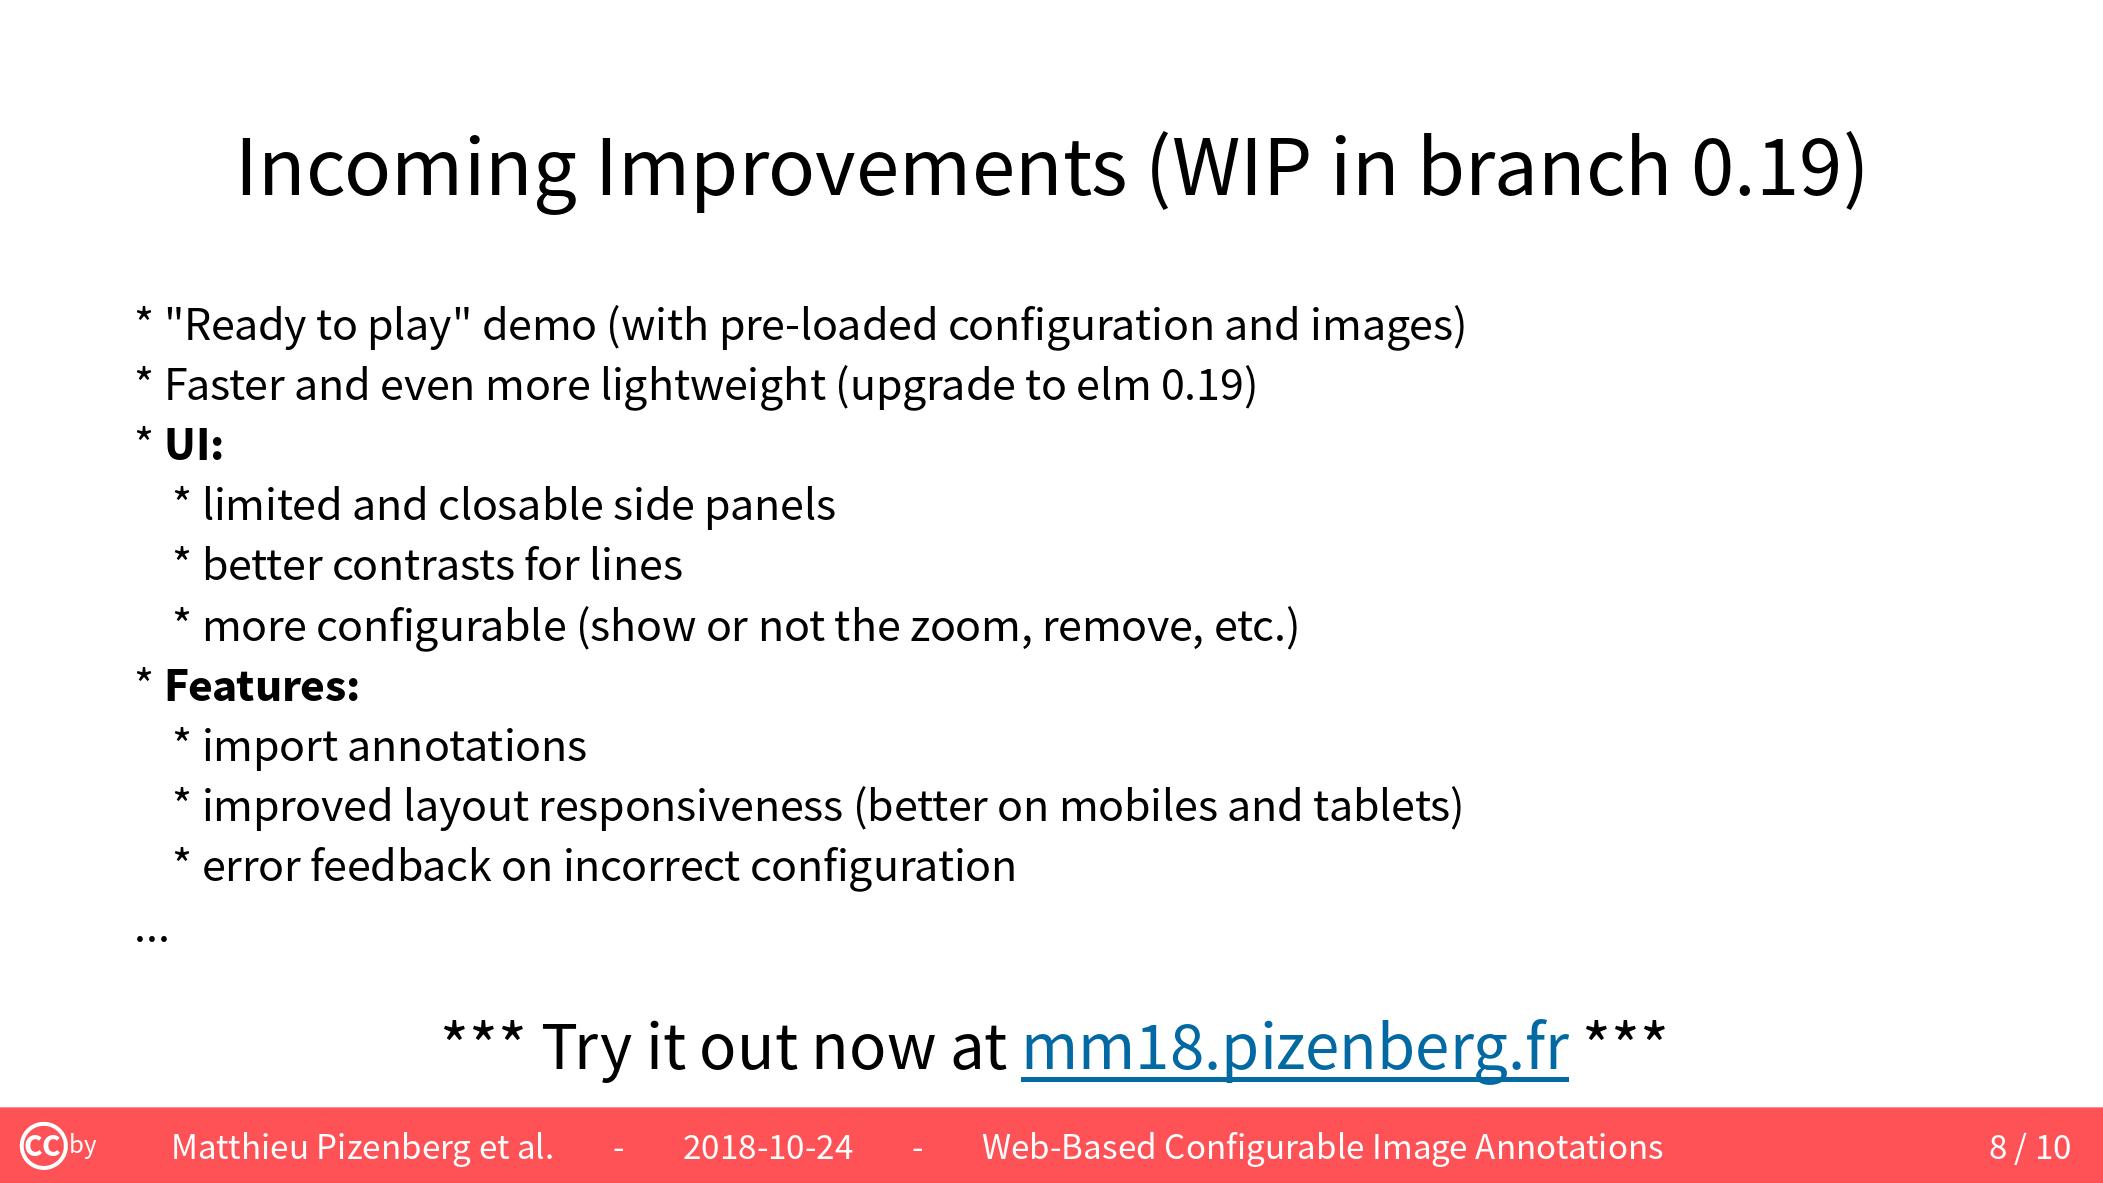 Incoming Improvements (WIP in branch 0.19)
* "Ready to play" demo (with pre-loaded configuration and images)
* Faster and even more lightweight (upgrade to elm 0.19)
* UI:
* limited and closable side panels
* better contrasts for lines
* more configurable (show or not the zoom, remove, etc.)
* Features:
* import annotations
* improved layout responsiveness (better on mobiles and tablets)
* error feedback on incorrect configuration
...
*** Try it out now at mm18.pizenberg.fr ***
cc by Matthieu Pizenberg et al. - 2018-10-24 - Web-Based Configurable Image Annotations 8 / 10